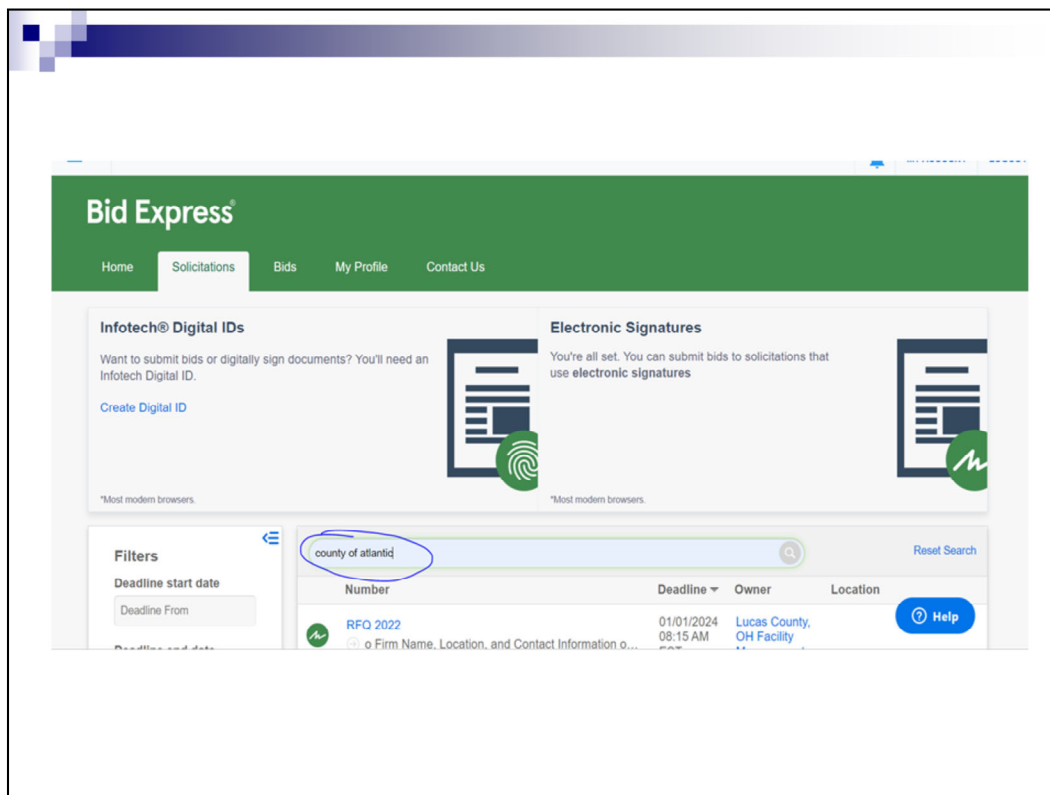 Bid Express®
Home Solicitations Bids My Profile Contact Us
Infotech® Digital IDs
Want to submit bids or digitally sign documents? You'll need an
Infotech Digital ID.
Create Digital ID
*Most modern browsers.
Electronic Signatures
You're all set. You can submit bids to solicitations that
use electronic signatures
*Most modern browsers.
Filters
Deadline start date
Deadline From
county of atlantic
Reset Search
Number Deadline Owner Location
RFQ 2022
o Firm Name, Location, and Contact Information o...
01/01/2024
08:15 AM
Lucas County,
OH Facility
Help